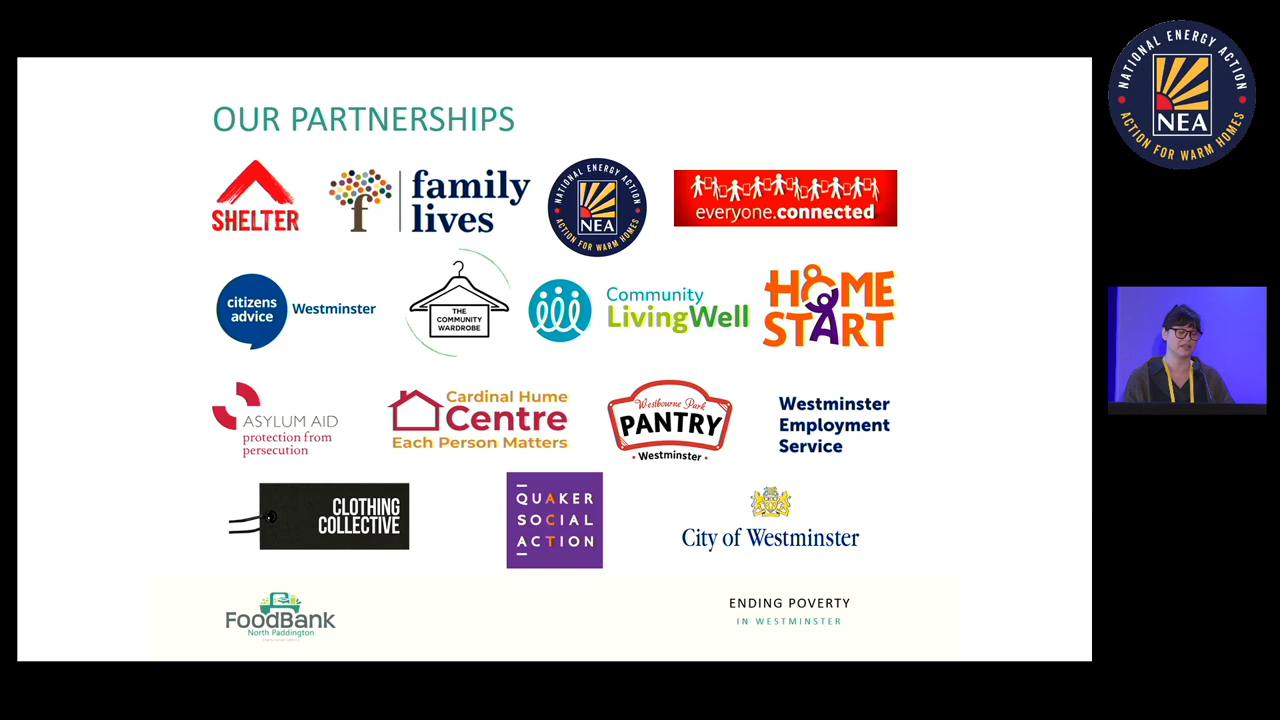 OUR PARTNERSHIPS
SHELTER
family
lives
NATIONAL ENERGY ACTION
NEA
ACTION FOR WARM HOMES
everyone.connected
citizens
advice
Westminster
THE
COMMUNITY
WARDROBE
Community
LivingWell
HOME
START
ASYLUM AID
protection from
persecution
Cardinal Hume
Centre
Each Person Matters
Westbourne Park
PANTRY
• Westminster •
Westminster
Employment
Service
CLOTHING
COLLECTIVE
QUAKER
SOCIAL
ACTION
City of Westminster
FoodBank
North Paddington
ENDING POVERTY
IN WESTMINSTER
NATIONAL ENERGY ACTION
NEA
ACTION FOR WARM HOMES